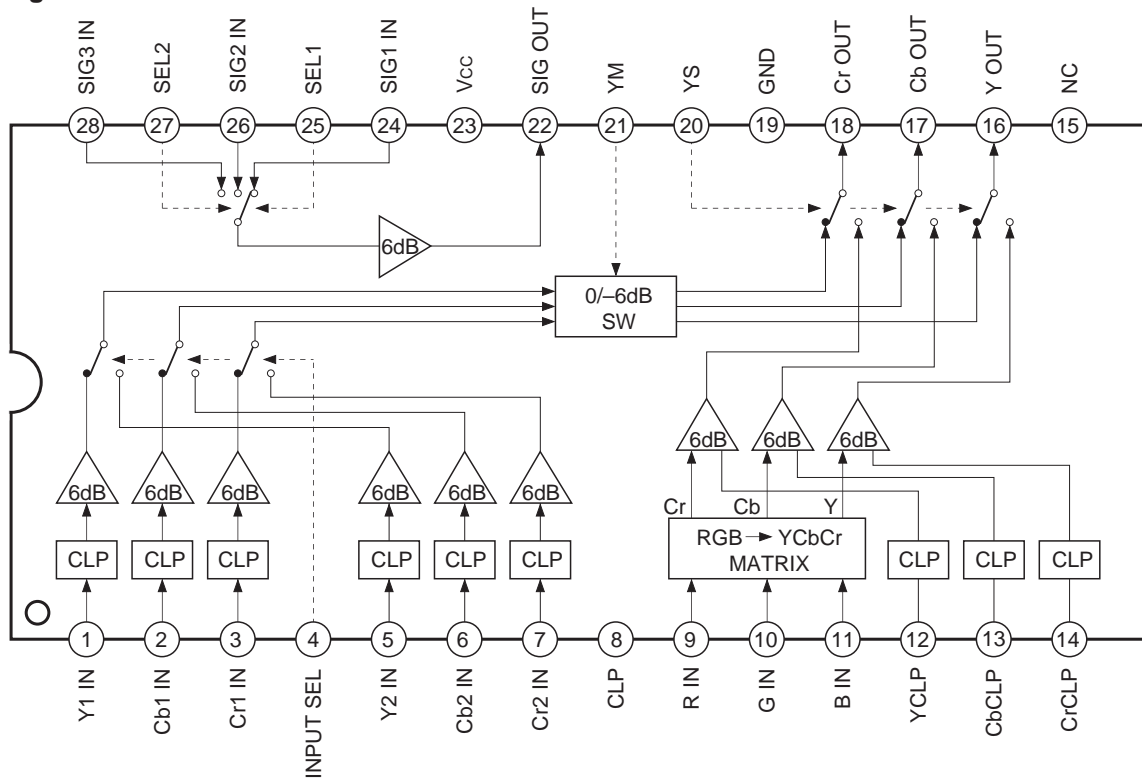 g
SIG3 IN
SEL2
SIG2 IN
SEL1
SIG1 IN
Vcc
SIG OUT
YM
YS
GND
Cr OUT
Cb OUT
Y OUT
NC
28
27
26
25
24
23
22
21
20
19
18
17
16
15
6dB
0/–6dB
SW
6dB
6dB
6dB
6dB
6dB
6dB
6dB
6dB
6dB
Cr
Cb
Y
RGB
YCbCr
MATRIX
CLP
CLP
CLP
CLP
CLP
CLP
CLP
CLP
CLP
1
2
3
4
5
6
7
8
9
10
11
12
13
14
Y1 IN
Cb1 IN
Cr1 IN
INPUT SEL
Y2 IN
Cb2 IN
Cr2 IN
CLP
R IN
G IN
B IN
YCLP
CbCLP
CrCLP